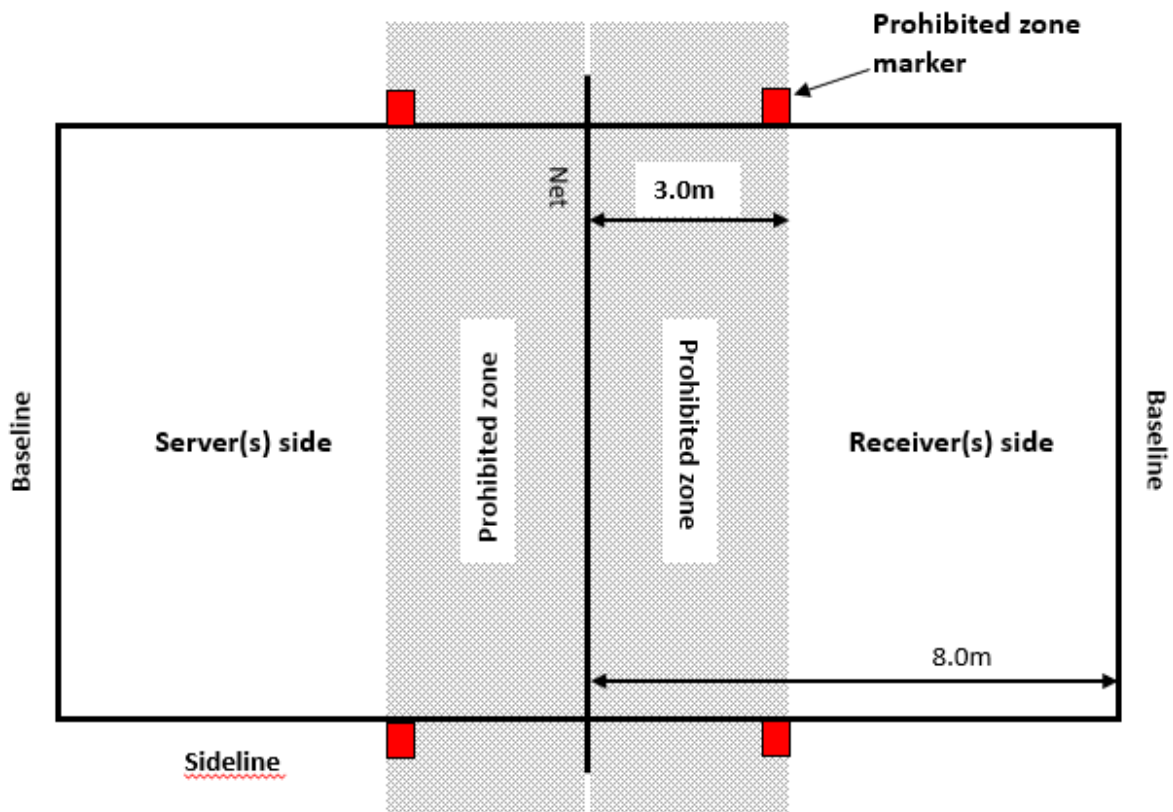 Prohibited zone
marker
Net
3.0m
Prohibited zone
Prohibited zone
Baseline
Server(s) side
Receiver(s) side
Baseline
8.0m
Sideline